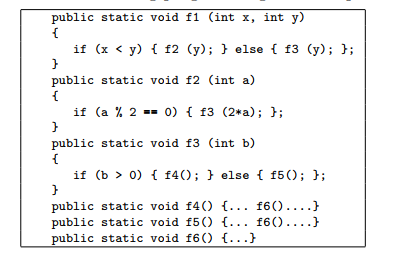 public static void f1 (int x, int y)
{
if (x < y) { f2 (y); } else { f3 (y); };
}
public static void f2 (int a)
{
if (a % 2 == 0) { f3 (2*a); };
}
public static void f3 (int b)
{
if (b > 0) { f4(); } else { f5(); };
}
public static void f4() {... f6()....}
public static void f5() {... f6()....}
public static void f6() {...}